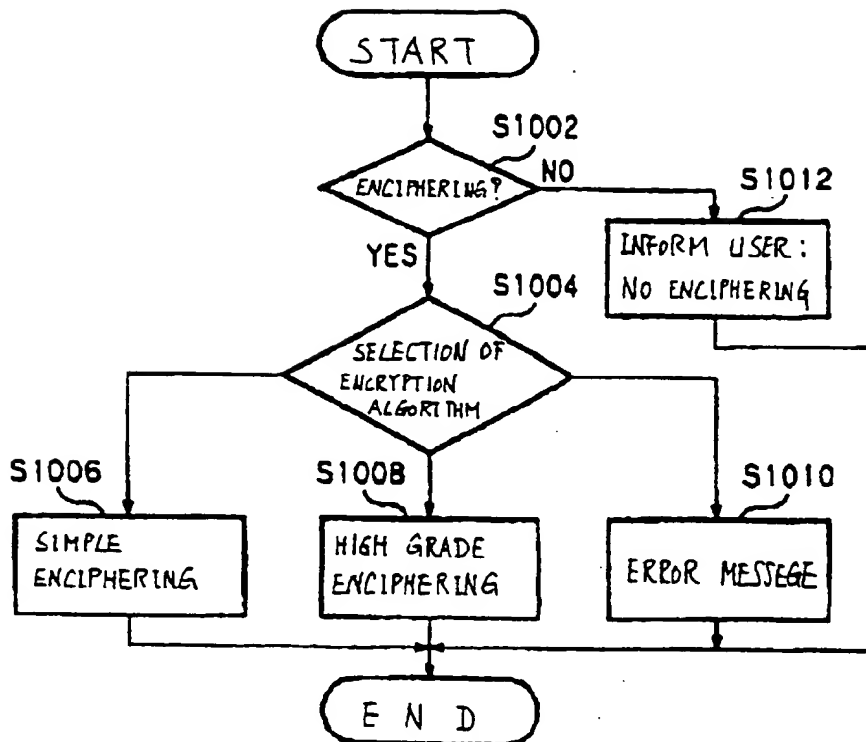 START
S1002
ENCIPHERING?
NO
S1012
INFORM USER:
NO ENCIPHERING
YES
S1004
SELECTION OF
ENCRYPTION
ALGORITHM
S1006
SIMPLE
ENCIPHERING
S1008
HIGH GRADE
ENCIPHERING
S1010
ERROR MESSEGE
END